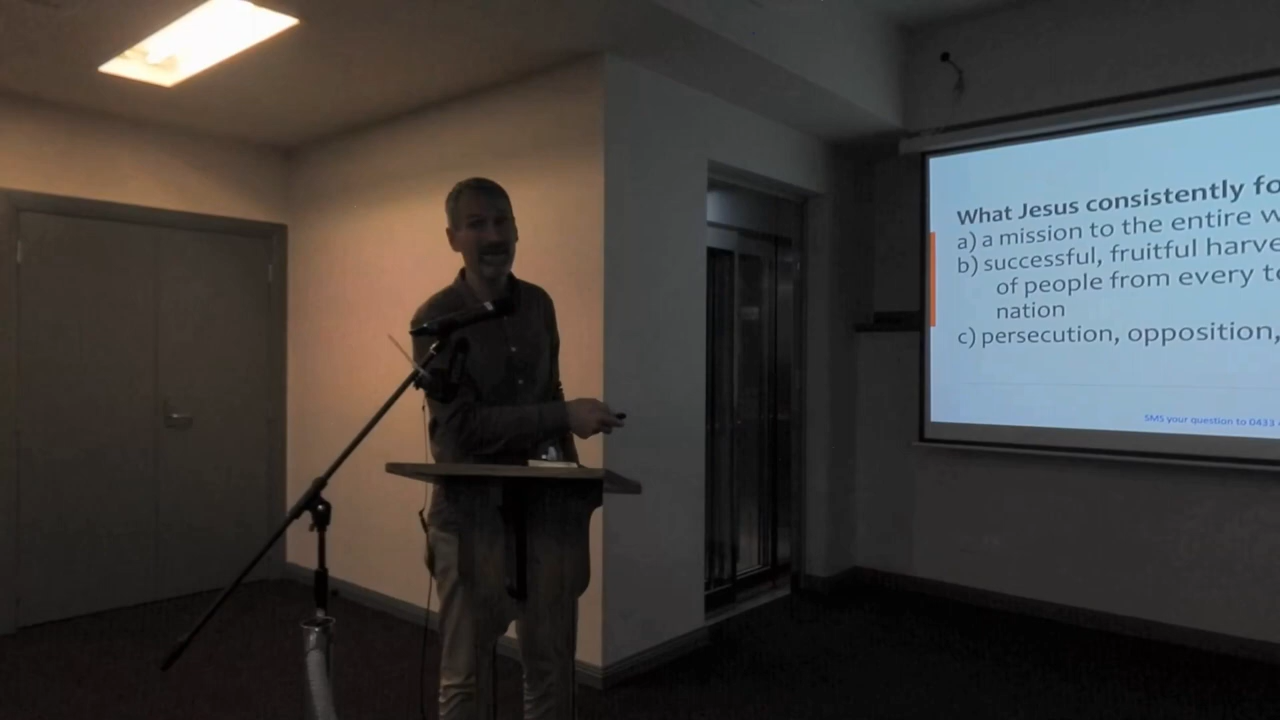 What Jesus consistently fo
a) a mission to the entire w
b) successful, fruitful harve
of people from every to
nation
c) persecution, opposition,
SMS your question to 0433